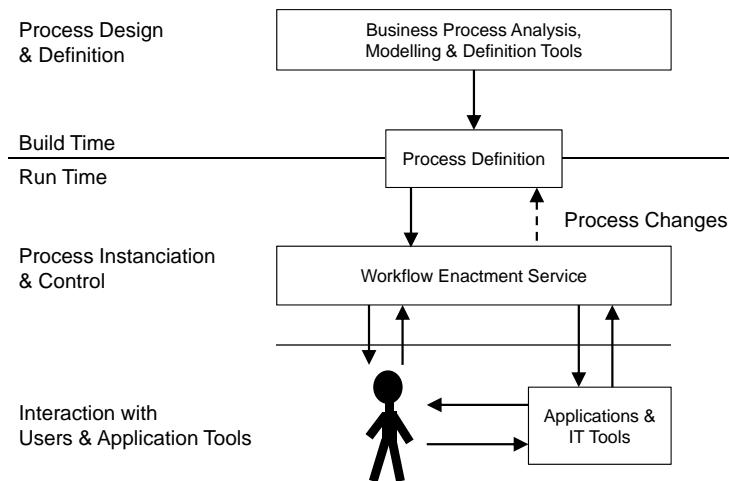 Process Design
& Definition
Business Process Analysis,
Modelling & Definition Tools
Build Time
Process Definition
Run Time
Process Changes
Process Instanciation
& Control
Workflow Enactment Service
Interaction with
Users & Application Tools
Applications &
IT Tools